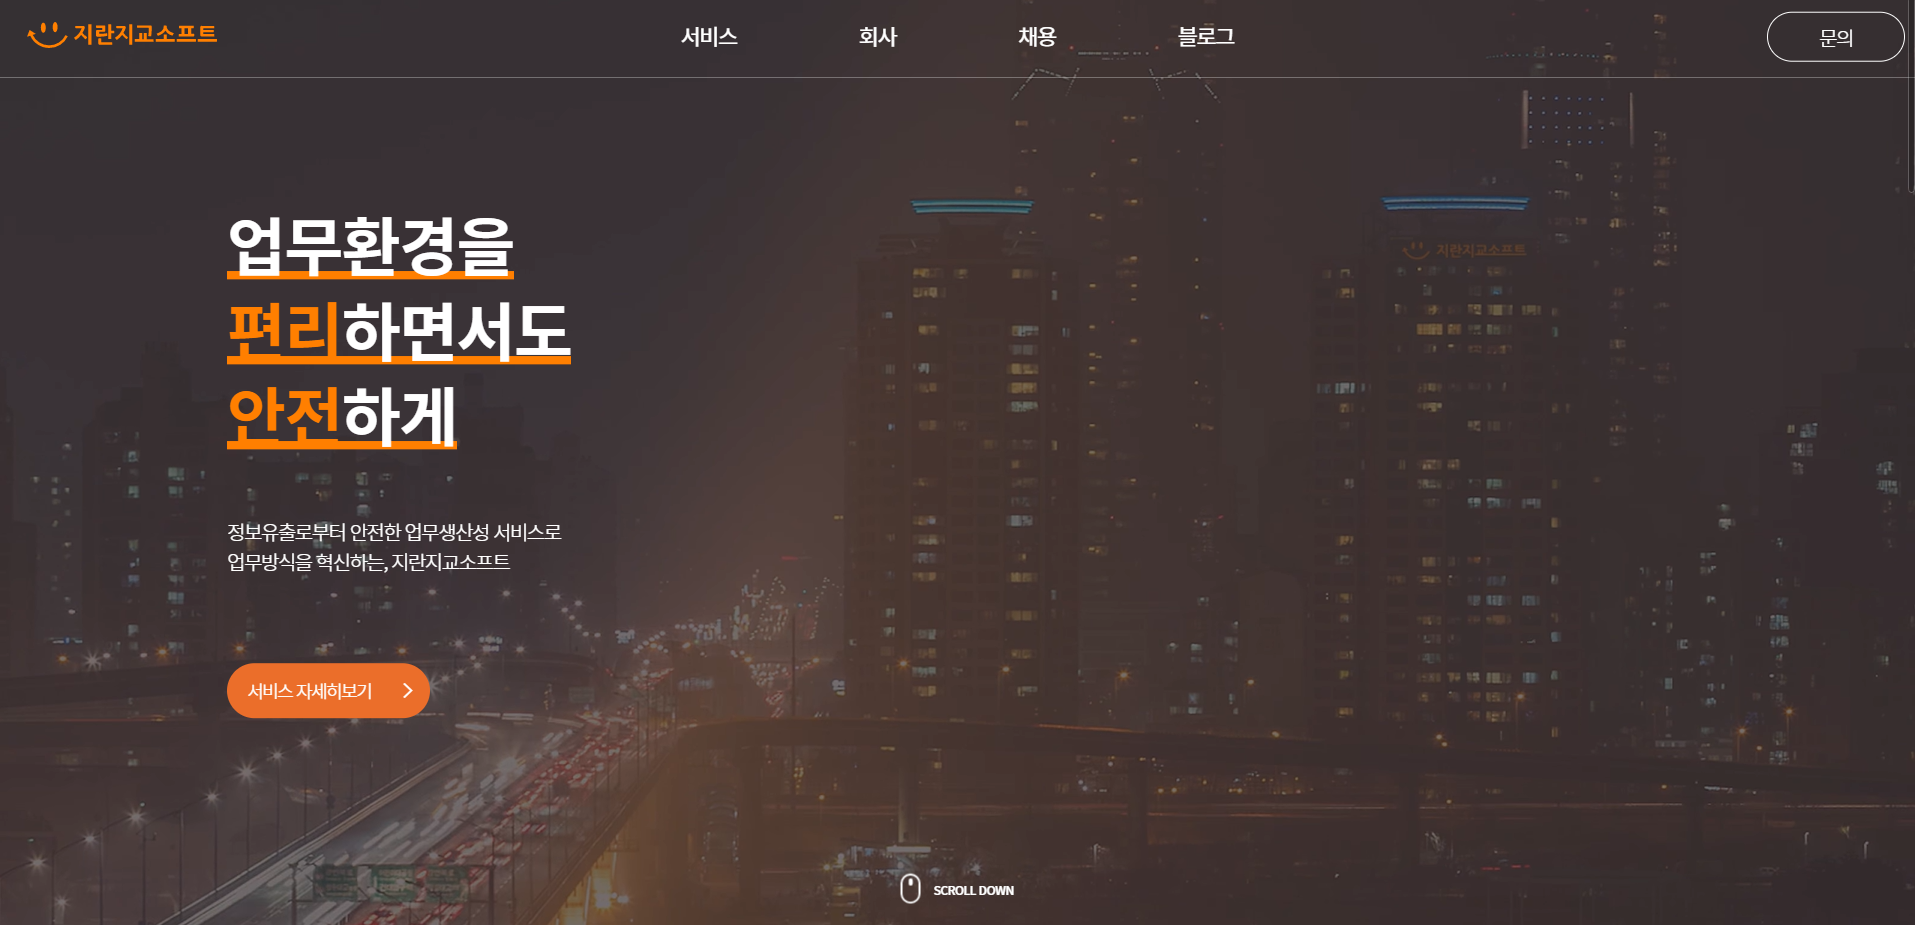 지란지교소프트
서비스
회사
채용
블로그
문의
업무환경을
편리하면서도
안전하게
지란지교소프트
정보유출로부터 안전한 업무생산성 서비스로
업무방식을 혁신하는, 지란지교소프트
서비스 자세히보기
SCROLL DOWN